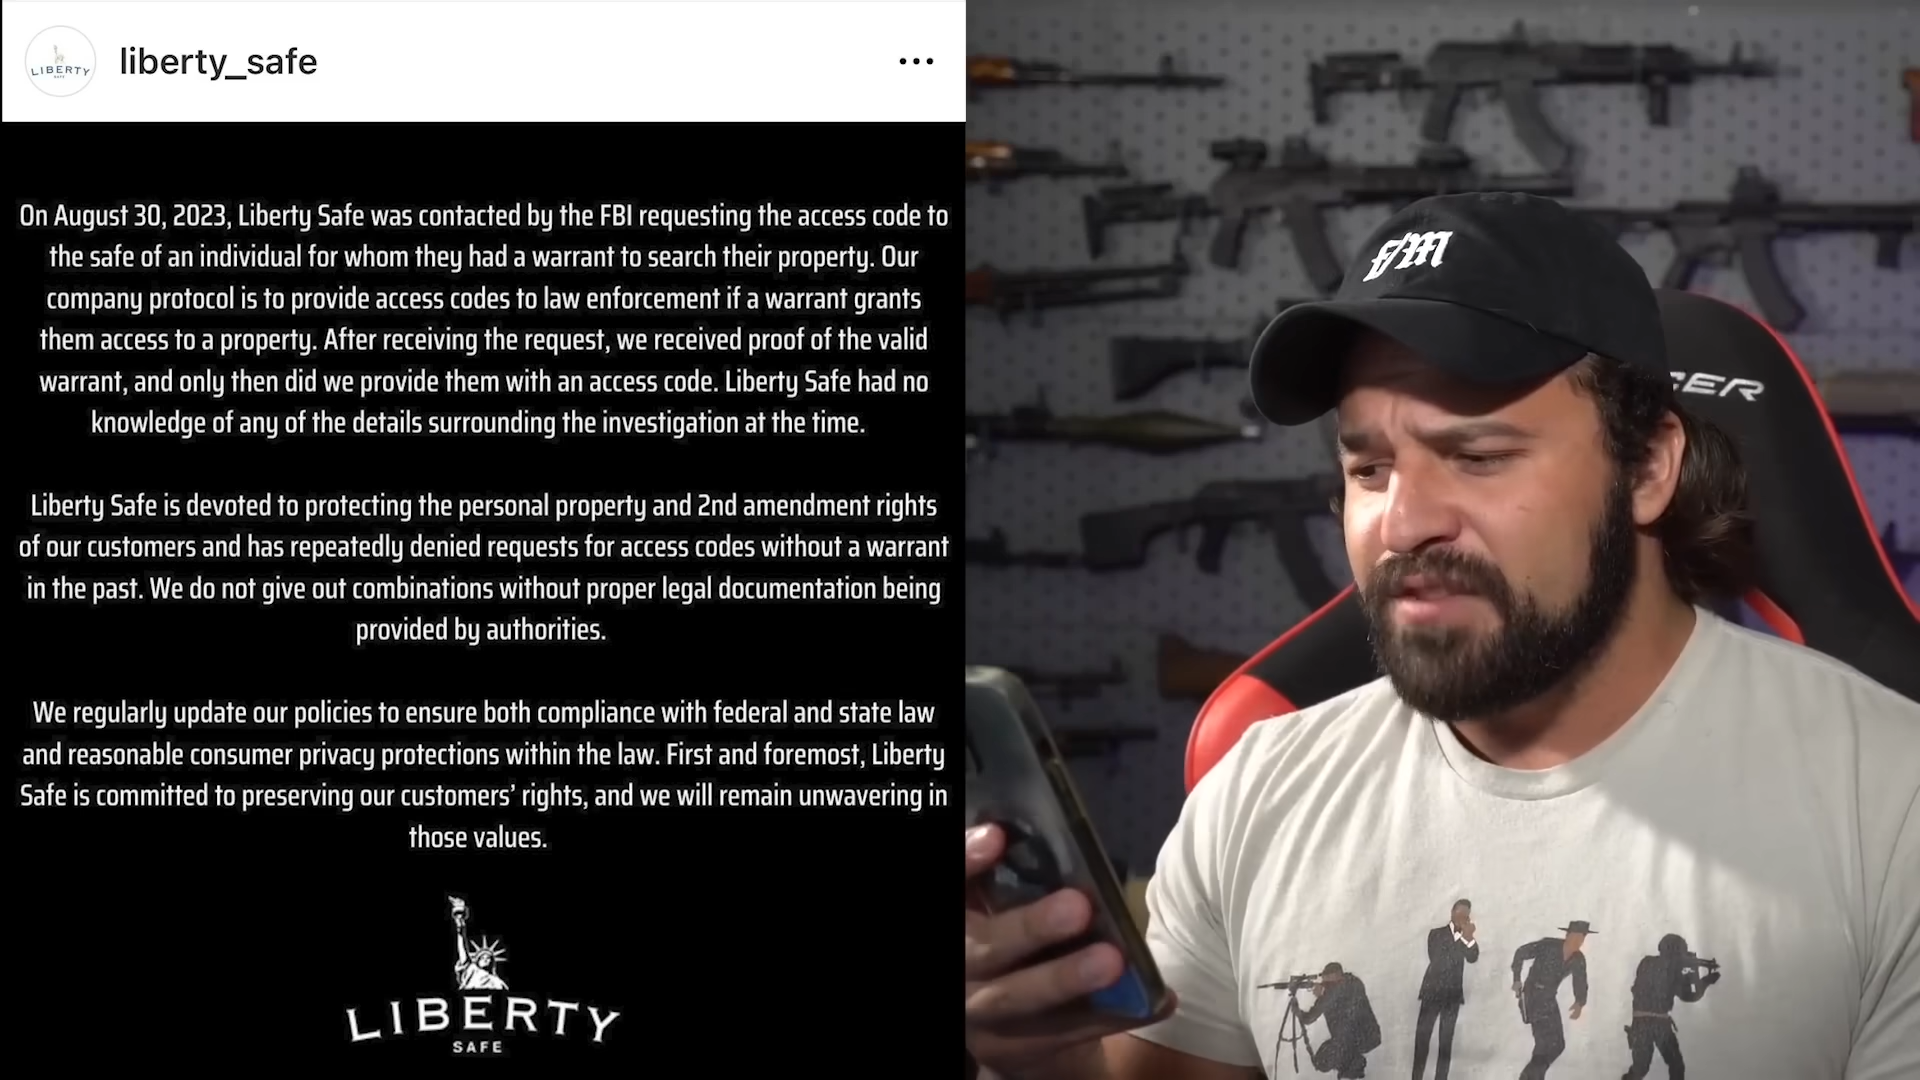 LIBERTY
SAFE
liberty_safe
On August 30, 2023, Liberty Safe was contacted by the FBI requesting the access code to
the safe of an individual for whom they had a warrant to search their property. Our
company protocol is to provide access codes to law enforcement if a warrant grants
them access to a property. After receiving the request, we received proof of the valid
warrant, and only then did we provide them with an access code. Liberty Safe had no
knowledge of any of the details surrounding the investigation at the time.
Liberty Safe is devoted to protecting the personal property and 2nd amendment rights
of our customers and has repeatedly denied requests for access codes without a warrant
in the past. We do not give out combinations without proper legal documentation being
provided by authorities.
We regularly update our policies to ensure both compliance with federal and state law
and reasonable consumer privacy protections within the law. First and foremost, Liberty
Safe is committed to preserving our customers' rights, and we will remain unwavering in
those values.
LIBERTY
SAFE